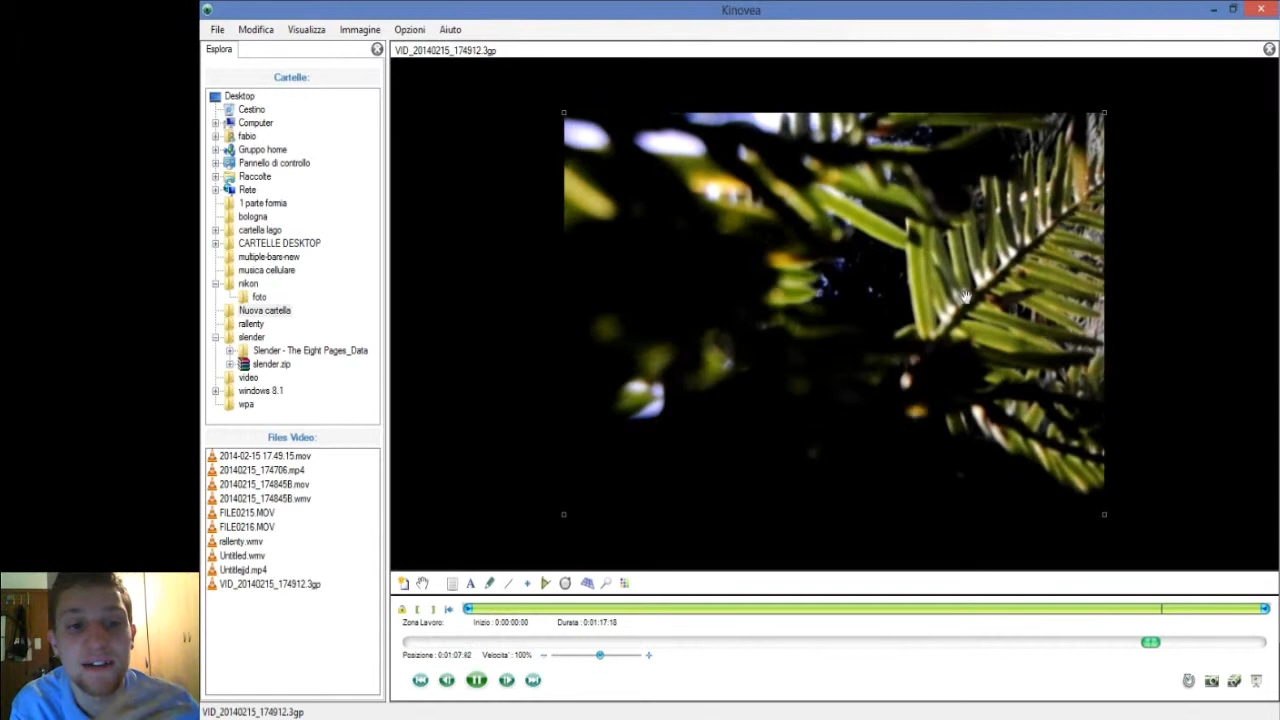 Kinovea
File Modifica Visualizza Immagine Opzioni Aiuto
Esplora
VID_20140215_174912.3gp
Cartelle:
Desktop
Cestino
Computer
fabio
Gruppo home
Pannello di controllo
Raccolte
Rete
1 parte formia
bologna
cartella lago
CARTELLE DESKTOP
multiple-bars-new
musica cellulare
nikon
foto
Nuova cartella
rallenty
slender
Slender - The Eight Pages_Data
slender.zip
video
windows 8.1
wpa
Files Video:
2014-02-15 17.49.15.mov
20140215_174706.mp4
20140215_174845B.mov
20140215_174845B.wmv
FILE0215.MOV
FILE0216.MOV
rallenty.wmv
Untitled.wmv
Untitlejjd.mp4
VID_20140215_174912.3gp
A
Zona Lavoro: Inizio : 0:00:00:00 Durata : 0:01:17:18
Posizione : 0:01:07:42 Velocita` : 100%
VID_20140215_174912.3gp